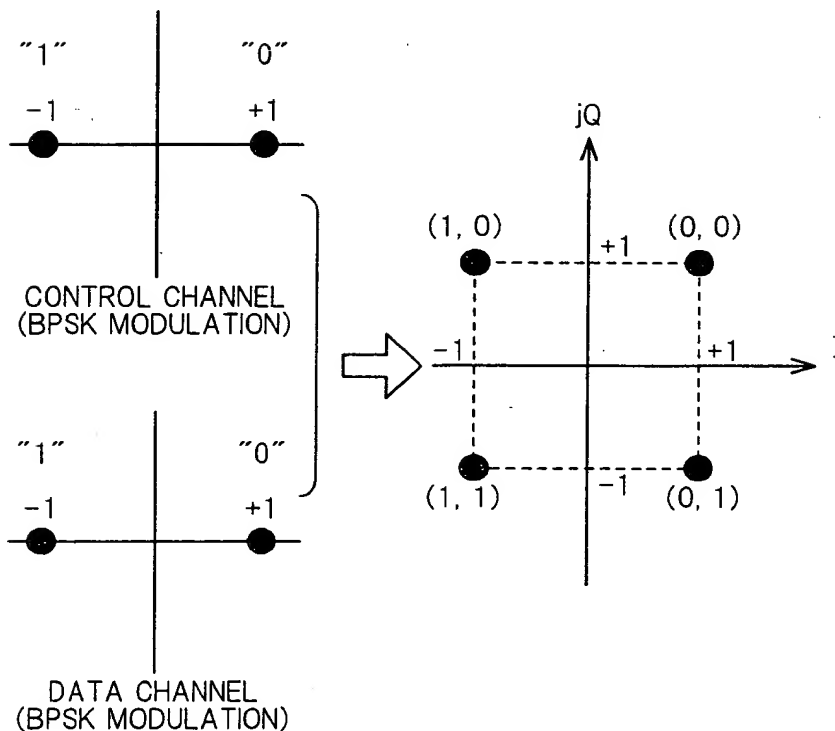 "1" "0"
-1 +1
CONTROL CHANNEL
(BPSK MODULATION)
"1" "0"
-1 +1
DATA CHANNEL
(BPSK MODULATION)
jQ
(1, 0) +1 (0, 0)
-1 +1
(1, 1) -1 (0, 1)